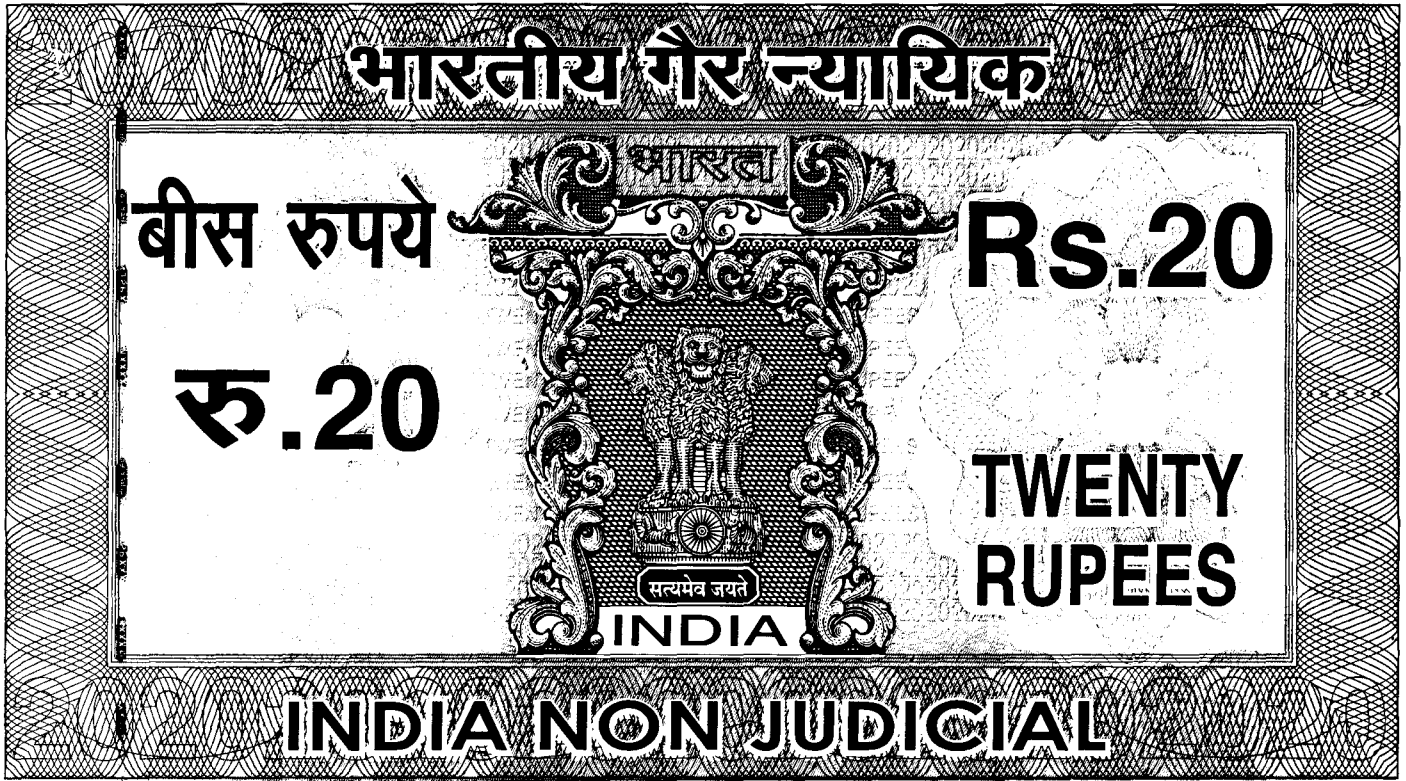 भारतीय गैर न्यायिक
भारत
बीस रुपये
Rs.20
रु.20
TWENTY
RUPEES
सत्यमेव जयते
INDIA
INDIA NON JUDICIAL